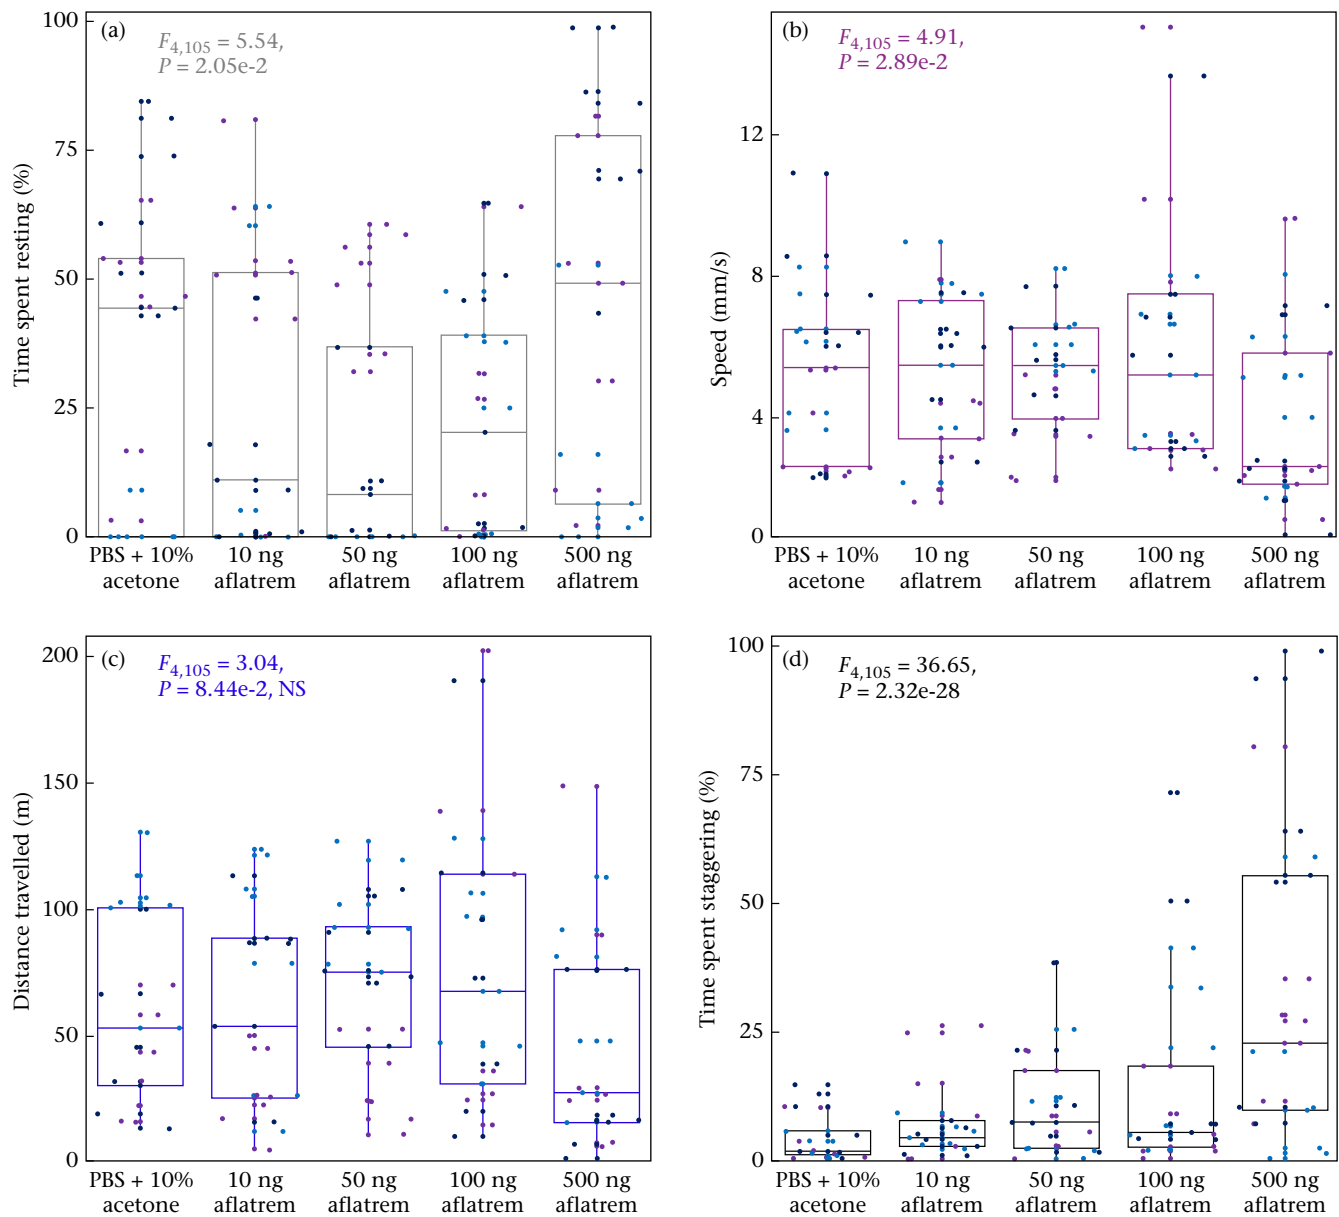 (a)
F4,105 = 5.54,
P = 2.05e-2
Time spent resting (%)
100
75
50
25
0
PBS + 10% acetone
10 ng aflatrem
50 ng aflatrem
100 ng aflatrem
500 ng aflatrem
(b)
F4,105 = 4.91,
P = 2.89e-2
Speed (mm/s)
12
8
4
0
PBS + 10% acetone
10 ng aflatrem
50 ng aflatrem
100 ng aflatrem
500 ng aflatrem
(c)
F4,105 = 3.04,
P = 8.44e-2, NS
Distance travelled (m)
200
150
100
50
0
PBS + 10% acetone
10 ng aflatrem
50 ng aflatrem
100 ng aflatrem
500 ng aflatrem
(d)
F4,105 = 36.65,
P = 2.32e-28
Time spent staggering (%)
100
75
50
25
0
PBS + 10% acetone
10 ng aflatrem
50 ng aflatrem
100 ng aflatrem
500 ng aflatrem